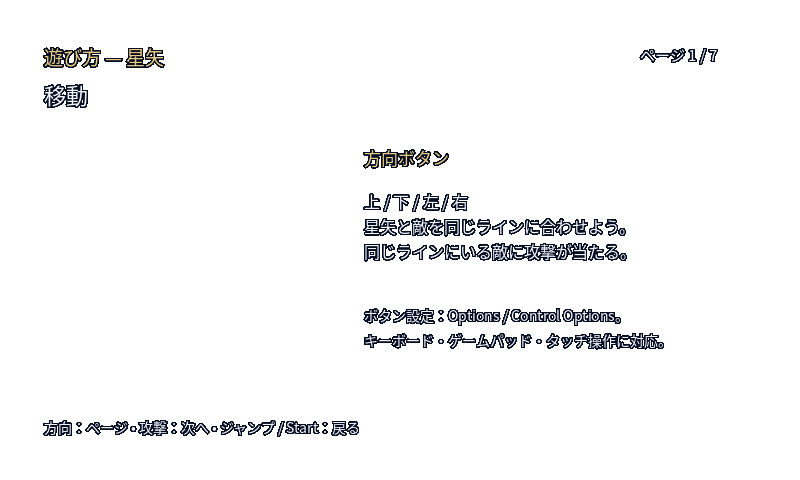 遊び方 — 星矢
ページ 1 / 7
移動
方向ボタン
上 / 下 / 左 / 右
星矢と敵を同じラインに合わせよう。
同じラインにいる敵に攻撃が当たる。
ボタン設定：Options / Control Options。
キーボード・ゲームパッド・タッチ操作に対応。
方向：ページ・攻撃：次へ・ジャンプ / Start：戻る